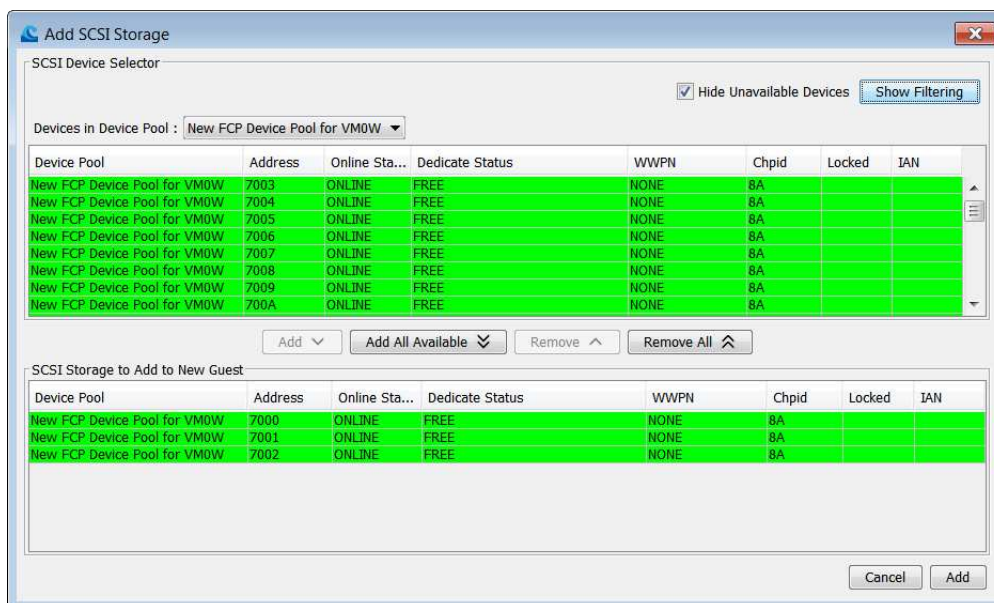 Add SCSI Storage
SCSI Device Selector
Hide Unavailable Devices Show Filtering
Devices in Device Pool : New FCP Device Pool for VM0W
Device Pool Address Online Sta... Dedicate Status WWPN Chpid Locked IAN
New FCP Device Pool for VM0W 7003 ONLINE FREE NONE 8A
New FCP Device Pool for VM0W 7004 ONLINE FREE NONE 8A
New FCP Device Pool for VM0W 7005 ONLINE FREE NONE 8A
New FCP Device Pool for VM0W 7006 ONLINE FREE NONE 8A
New FCP Device Pool for VM0W 7007 ONLINE FREE NONE 8A
New FCP Device Pool for VM0W 7008 ONLINE FREE NONE 8A
New FCP Device Pool for VM0W 7009 ONLINE FREE NONE 8A
New FCP Device Pool for VM0W 700A ONLINE FREE NONE 8A
Add Add All Available Remove Remove All
SCSI Storage to Add to New Guest
Device Pool Address Online Sta... Dedicate Status WWPN Chpid Locked IAN
New FCP Device Pool for VM0W 7000 ONLINE FREE NONE 8A
New FCP Device Pool for VM0W 7001 ONLINE FREE NONE 8A
New FCP Device Pool for VM0W 7002 ONLINE FREE NONE 8A
Cancel Add